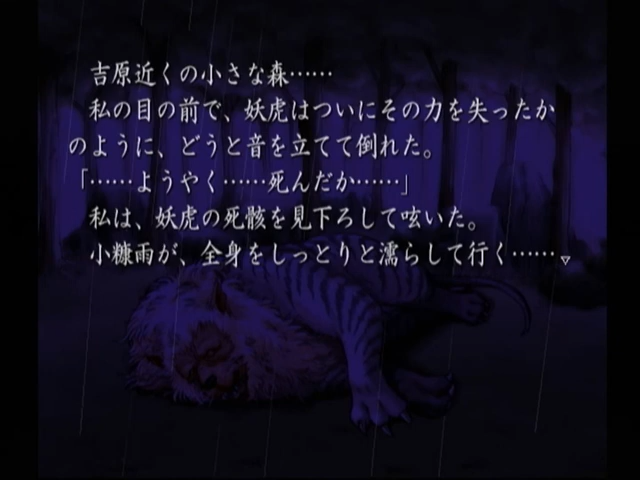 吉原近くの小さな森……
私の目の前で、妖虎はついにその力を失ったか
のように、どうと音を立てて倒れた。
「……ようやく……死んだか……」
私は、妖虎の死骸を見下ろして呟いた。
小糠雨が、全身をしっとりと濡らして行く……